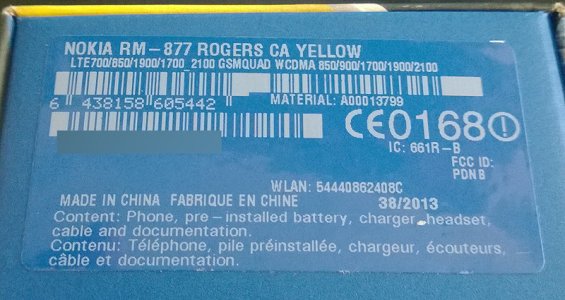 NOKIA RM-877 ROGERS CA YELLOW
LTE700/850/1900/1700_2100 GSMQUAD WCDMA 850/900/1700/1900/2100
6 438158 605442
MATERIAL: A00013799
CE0168
IC: 661R-B
FCC ID:
PDNB
WLAN: 54440862408C
MADE IN CHINA FABRIQUE EN CHINE 38/2013
Content: Phone, pre-installed battery, charger, headset,
cable and documentation.
Contenu: Téléphone, pile préinstallée, chargeur, écouteurs,
câble et documentation.